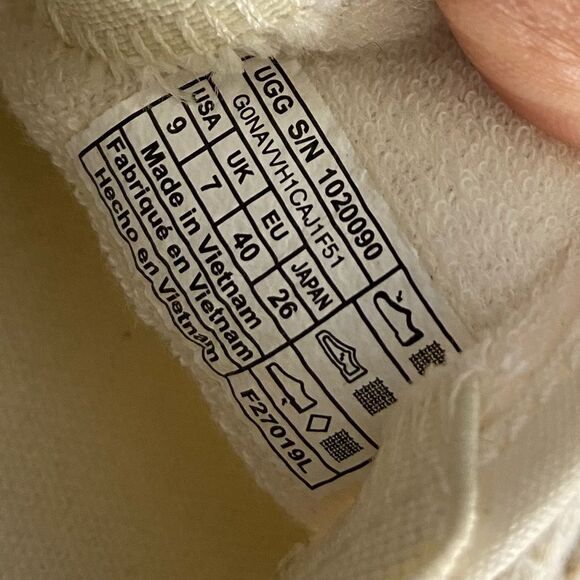 UGG S/N 1020090
G0NAVVH1CAJ1F51
USA UK EU JAPAN
9 7 40 26
Made in Vietnam
Fabriqué en Vietnam
Hecho en Vietnam
F27019L